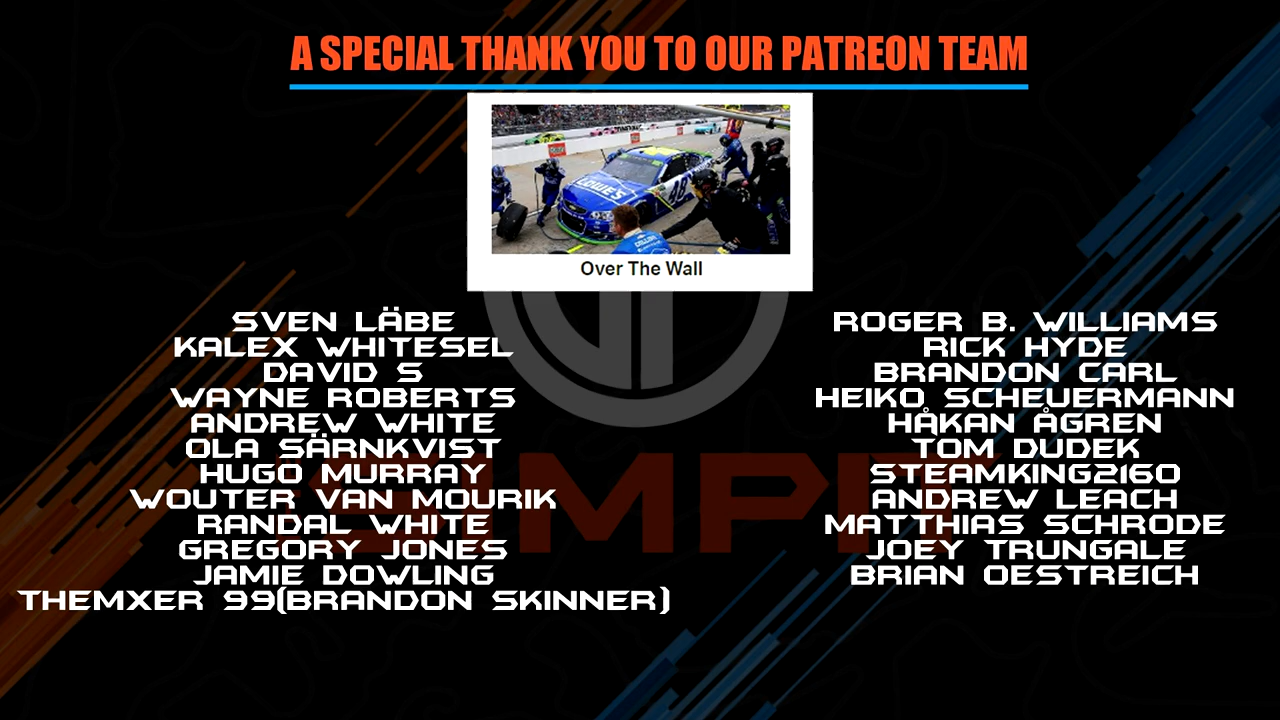 A SPECIAL THANK YOU TO OUR PATREON TEAM
LOWE'S
48
Over The Wall
SVEN LÄBE
KALEX WHITESEL
DAVID S
WAYNE ROBERTS
ANDREW WHITE
OLA SÄRNKVIST
HUGO MURRAY
WOUTER VAN MOURIK
RANDAL WHITE
GREGORY JONES
JAMIE DOWLING
THEMXER 99(BRANDON SKINNER)
ROGER B. WILLIAMS
RICK HYDE
BRANDON CARL
HEIKO SCHEUERMANN
HÅKAN ÅGREN
TOM DUDEK
STEAMKING2160
ANDREW LEACH
MATTHIAS SCHRODE
JOEY TRUNGALE
BRIAN OESTREICH